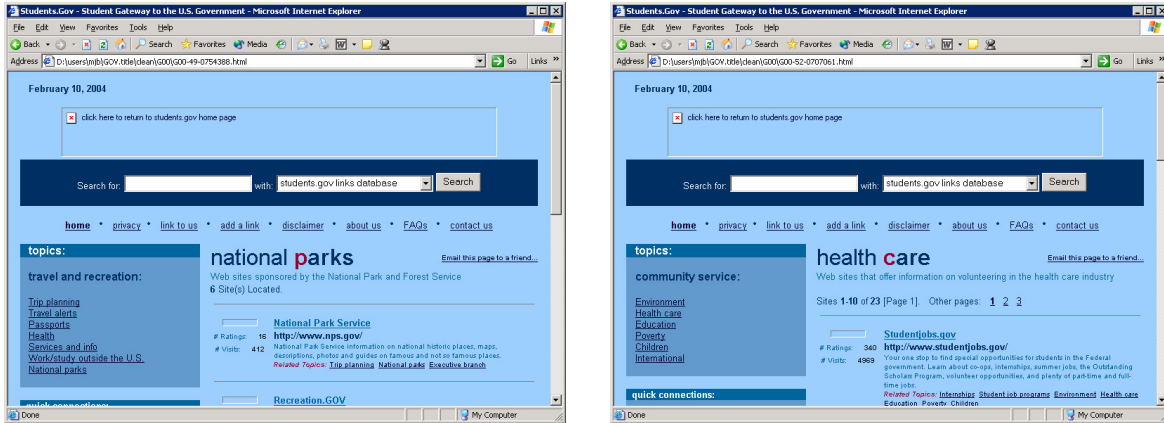 Students.Gov - Student Gateway to the U.S. Government - Microsoft Internet Explorer
File Edit View Favorites Tools Help
Back Search Favorites Media
Address D:\users\mjb\GOV.title\clean\G00\G00-49-0754388.html Go Links »
February 10, 2004
click here to return to students.gov home page
Search for: with: students.gov links database Search
home * privacy * link to us * add a link * disclaimer * about us * FAQs * contact us
topics:
travel and recreation:
Trip planning
Travel alerts
Passports
Health
Services and info
Work/study outside the U.S.
National parks
quick connections:
national parks
Email this page to a friend...
Web sites sponsored by the National Park and Forest Service
6 Site(s) Located.
National Park Service
# Ratings: 16 http://www.nps.gov/
# Visits: 412 National Park Service information on national historic places, maps,
descriptions, photos and guides on famous and not so famous places.
Related Topics: Trip planning National parks Executive branch
Recreation.GOV
Done My Computer
Students.Gov - Student Gateway to the U.S. Government - Microsoft Internet Explorer
File Edit View Favorites Tools Help
Back Search Favorites Media
Address D:\users\mjb\GOV.title\clean\G00\G00-52-0707061.html Go Links »
February 10, 2004
click here to return to students.gov home page
Search for: with: students.gov links database Search
home * privacy * link to us * add a link * disclaimer * about us * FAQs * contact us
topics:
community service:
Environment
Health care
Education
Poverty
Children
International
quick connections:
health care
Email this page to a friend...
Web sites that offer information on volunteering in the health care industry
Sites 1-10 of 23 [Page 1]. Other pages: 1 2 3
Studentjobs.gov
# Ratings: 340 http://www.studentjobs.gov/
# Visits: 4969 Your one stop to find special opportunities for students in the Federal
government. Learn about co-ops, internships, summer jobs, the Outstanding
Scholars Program, volunteer opportunities, and plenty of part-time and full-
time jobs.
Related Topics: Internships Student job programs Environment Health care
Education Poverty Children
Done My Computer